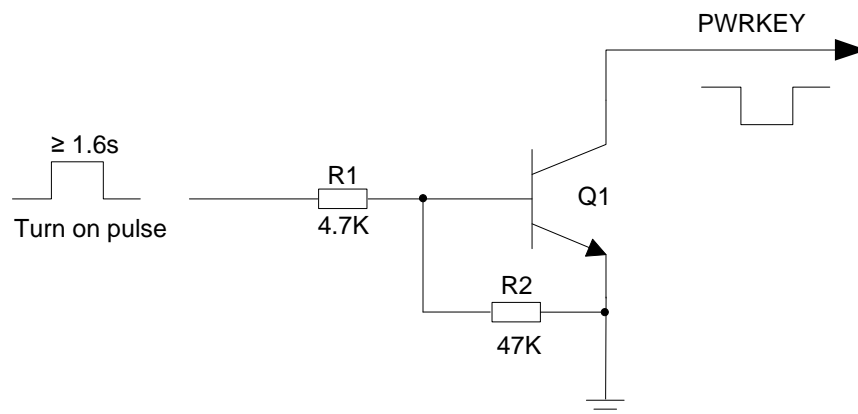 PWRKEY
≥ 1.6s
Turn on pulse
R1
4.7K
Q1
R2
47K